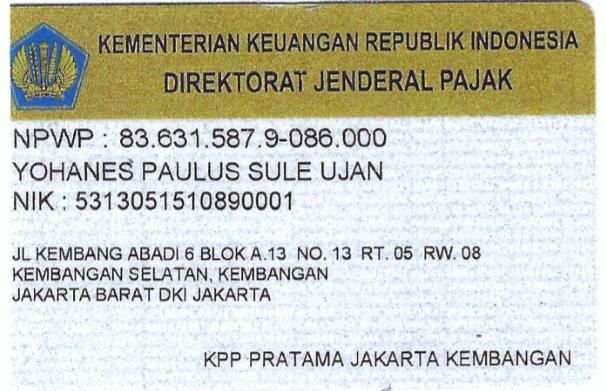 KEMENTERIAN KEUANGAN REPUBLIK INDONESIA
DIREKTORAT JENDERAL PAJAK
NPWP : 83.631.587.9-086.000
YOHANES PAULUS SULE UJAN
NIK : 5313051510890001
JL KEMBANG ABADI 6 BLOK A.13 NO. 13 RT. 05 RW. 08
KEMBANGAN SELATAN, KEMBANGAN
JAKARTA BARAT DKI JAKARTA
KPP PRATAMA JAKARTA KEMBANGAN